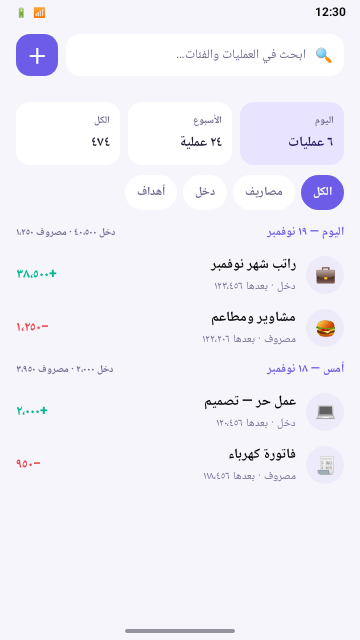 12:30
ابحث في العمليات والفئات...
اليوم
٦ عمليات
الأسبوع
٢٤ عملية
الكل
٤٧٤
الكل
مصاريف
دخل
أهداف
اليوم — ١٩ نوفمبر
دخل ٤٠،٥٠٠ · مصروف ١،٢٥٠
راتب شهر نوفمبر
+٣٨،٥٠٠
دخل · بعدها ١٢٣،٤٥٦
مشاوير ومطاعم
−١،٢٥٠
مصروف · بعدها ١٢٢،٢٠٦
أمس — ١٨ نوفمبر
دخل ٢،٠٠٠ · مصروف ٣،٩٥٠
عمل حر — تصميم
+٢،٠٠٠
دخل · بعدها ١٢٠،٤٥٦
فاتورة كهرباء
−٩٥٠
مصروف · بعدها ١١٨،٤٥٦